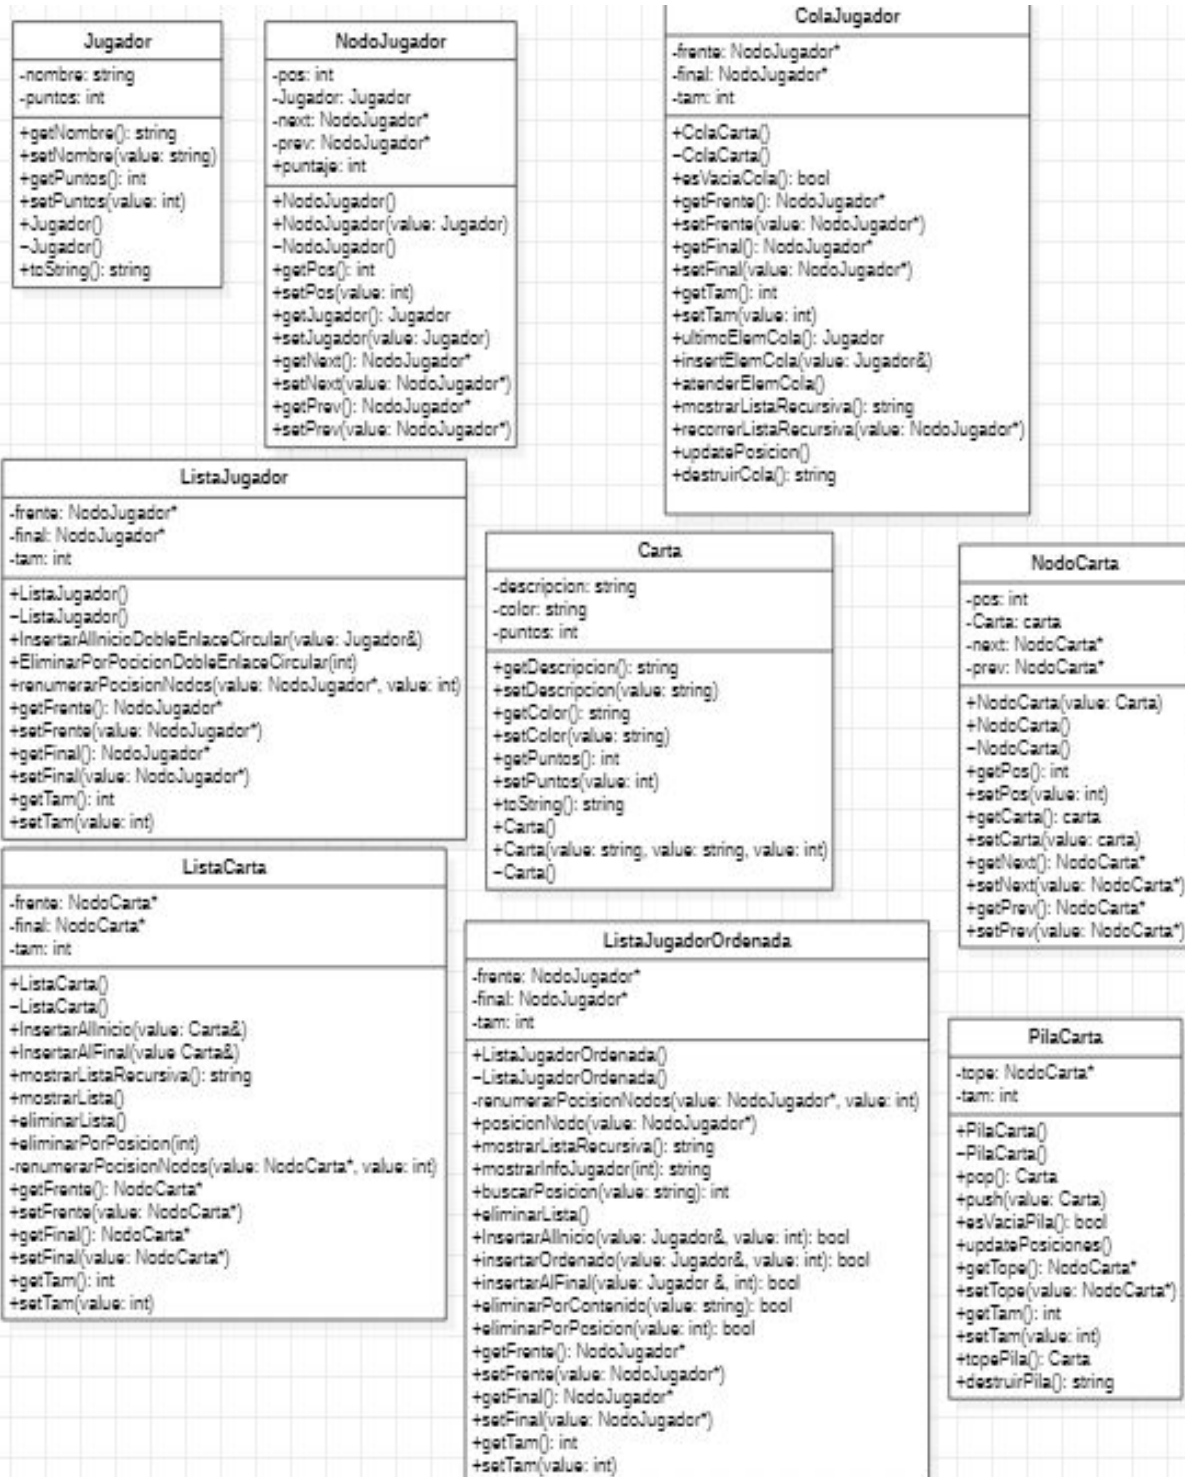 Jugador
-nombre: string
-puntos: int
+getNombre(): string
+setNombre(value: string)
+getPuntos(): int
+setPuntos(value: int)
+Jugador()
~Jugador()
+toString(): string
NodoJugador
-pos: int
-Jugador: Jugador
-next: NodoJugador*
-prev: NodoJugador*
+puntaje: int
+NodoJugador()
+NodoJugador(value: Jugador)
~NodoJugador()
+getPos(): int
+setPos(value: int)
+getJugador(): Jugador
+setJugador(value: Jugador)
+getNext(): NodoJugador*
+setNext(value: NodoJugador*)
+getPrev(): NodoJugador*
+setPrev(value: NodoJugador*)
ColaJugador
-frente: NodoJugador*
-final: NodoJugador*
-tam: int
+ColaCarta()
~ColaCarta()
+esVaciaCola(): bool
+getFrente(): NodoJugador*
+setFrente(value: NodoJugador*)
+getFinal(): NodoJugador*
+setFinal(value: NodoJugador*)
+getTam(): int
+setTam(value: int)
+ultimoElemCola(): Jugador
+insertElemCola(value: Jugador&)
+atenderElemCola()
+mostrarListaRecursiva(): string
+recorrerListaRecursiva(value: NodoJugador*)
+updatePosicion()
+destruirCola(): string
ListaJugador
-frente: NodoJugador*
-final: NodoJugador*
-tam: int
+ListaJugador()
~ListaJugador()
+InsertarAlInicioDobleEnlaceCircular(value: Jugador&)
+EliminarPorPocicionDobleEnlaceCircular(int)
+renumerarPocisionNodos(value: NodoJugador*, value: int)
+getFrente(): NodoJugador*
+setFrente(value: NodoJugador*)
+getFinal(): NodoJugador*
+setFinal(value: NodoJugador*)
+getTam(): int
+setTam(value: int)
Carta
-descripcion: string
-color: string
-puntos: int
+getDescripcion(): string
+setDescripcion(value: string)
+getColor(): string
+setColor(value: string)
+getPuntos(): int
+setPuntos(value: int)
+toString(): string
+Carta()
+Carta(value: string, value: string, value: int)
~Carta()
NodoCarta
-pos: int
-Carta: carta
-next: NodoCarta*
-prev: NodoCarta*
+NodoCarta(value: Carta)
+NodoCarta()
~NodoCarta()
+getPos(): int
+setPos(value: int)
+getCarta(): carta
+setCarta(value: carta)
+getNext(): NodoCarta*
+setNext(value: NodoCarta*)
+getPrev(): NodoCarta*
+setPrev(value: NodoCarta*)
ListaCarta
-frente: NodoCarta*
-final: NodoCarta*
-tam: int
+ListaCarta()
~ListaCarta()
+InsertarAlInicio(value: Carta&)
+InsertarAlFinal(value Carta&)
+mostrarListaRecursiva(): string
+mostrarLista()
+eliminarLista()
+eliminarPorPosicion(int)
-renumerarPocisionNodos(value: NodoCarta*, value: int)
+getFrente(): NodoCarta*
+setFrente(value: NodoCarta*)
+getFinal(): NodoCarta*
+setFinal(value: NodoCarta*)
+getTam(): int
+setTam(value: int)
ListaJugadorOrdenada
-frente: NodoJugador*
-final: NodoJugador*
-tam: int
+ListaJugadorOrdenada()
~ListaJugadorOrdenada()
-renumerarPocisionNodos(value: NodoJugador*, value: int)
+posicionNodo(value: NodoJugador*)
+mostrarListaRecursiva(): string
+mostrarInfoJugador(int): string
+buscarPosicion(value: string): int
+eliminarLista()
+InsertarAlInicio(value: Jugador&, value: int): bool
+insertarOrdenado(value: Jugador&, value: int): bool
+insertarAlFinal(value: Jugador &, int): bool
+eliminarPorContenido(value: string): bool
+eliminarPorPosicion(value: int): bool
+getFrente(): NodoJugador*
+setFrente(value: NodoJugador*)
+getFinal(): NodoJugador*
+setFinal(value: NodoJugador*)
+getTam(): int
+setTam(value: int)
PilaCarta
-tope: NodoCarta*
-tam: int
+PilaCarta()
~PilaCarta()
+pop(): Carta
+push(value: Carta)
+esVaciaPila(): bool
+updatePosiciones()
+getTope(): NodoCarta*
+setTope(value: NodoCarta*)
+getTam(): int
+setTam(value: int)
+topePila(): Carta
+destruirPila(): string